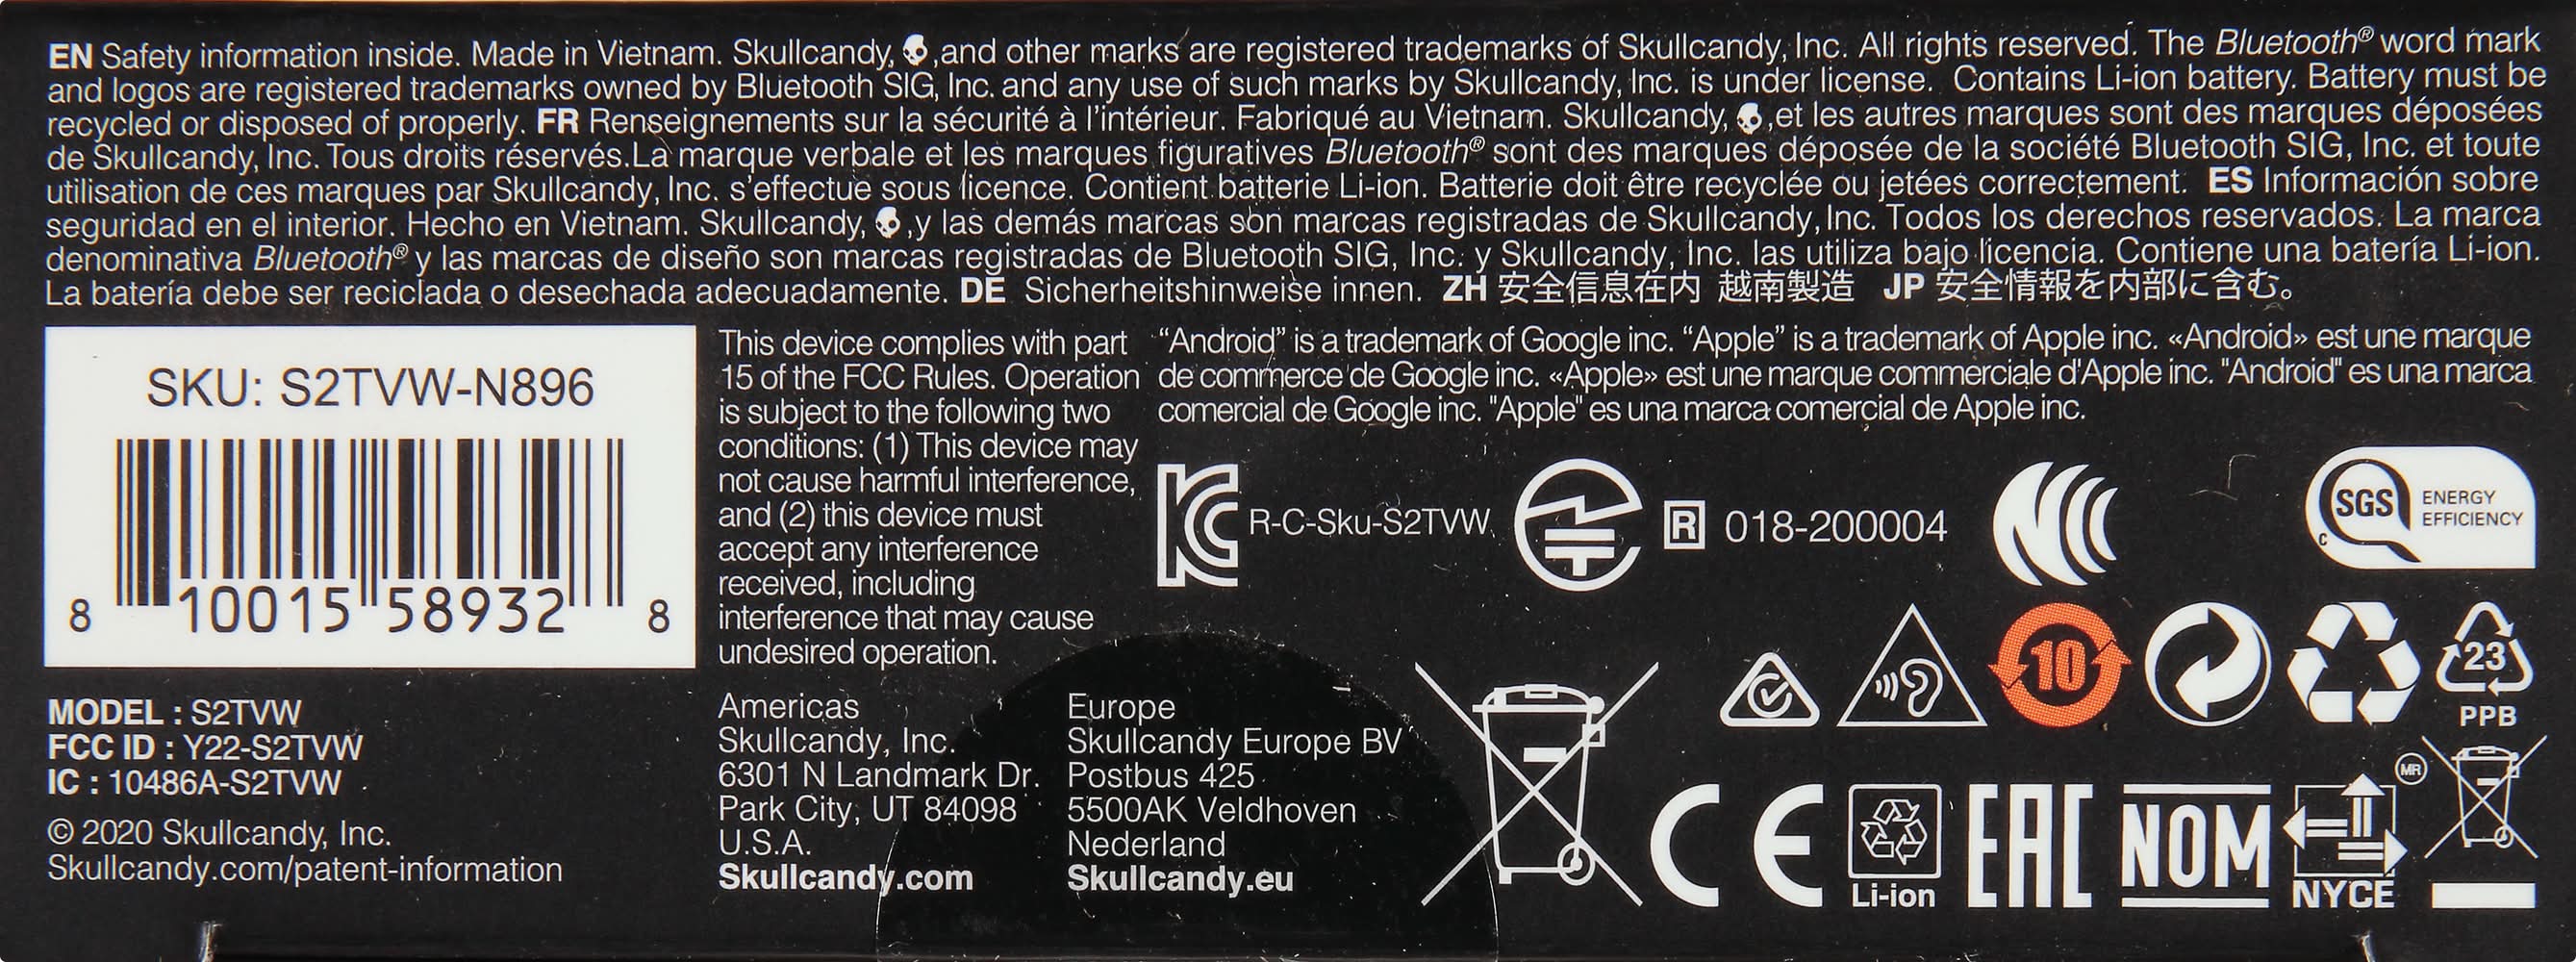 EN Safety information inside. Made in Vietnam. Skullcandy, ,and other marks are registered trademarks of Skullcandy, Inc. All rights reserved. The Bluetooth® word mark
and logos are registered trademarks owned by Bluetooth SIG, Inc. and any use of such marks by Skullcandy, Inc. is under license. Contains Li-ion battery. Battery must be
recycled or disposed of properly. FR Renseignements sur la sécurité à l'intérieur. Fabriqué au Vietnam. Skullcandy, ,et les autres marques sont des marques déposées
de Skullcandy, Inc. Tous droits réservés.La marque verbale et les marques figuratives Bluetooth® sont des marques déposée de la société Bluetooth SIG, Inc. et toute
utilisation de ces marques par Skullcandy, Inc. s'effectue sous licence. Contient batterie Li-ion. Batterie doit être recyclée ou jetées correctement. ES Información sobre
seguridad en el interior. Hecho en Vietnam. Skullcandy, ,y las demás marcas son marcas registradas de Skullcandy, Inc. Todos los derechos reservados. La marca
denominativa Bluetooth® y las marcas de diseño son marcas registradas de Bluetooth SIG, Inc. y Skullcandy, Inc. las utiliza bajo licencia. Contiene una batería Li-ion.
La batería debe ser reciclada o desechada adecuadamente. DE Sicherheitshinweise innen. ZH 安全信息在内 越南製造 JP 安全情報を内部に含む。
SKU: S2TVW-N896
8 10015 58932 8
MODEL : S2TVW
FCC ID : Y22-S2TVW
IC : 10486A-S2TVW
© 2020 Skullcandy, Inc.
Skullcandy.com/patent-information
This device complies with part
15 of the FCC Rules. Operation
is subject to the following two
conditions: (1) This device may
not cause harmful interference,
and (2) this device must
accept any interference
received, including
interference that may cause
undesired operation.
Americas
Skullcandy, Inc.
6301 N Landmark Dr.
Park City, UT 84098
U.S.A.
Skullcandy.com
Europe
Skullcandy Europe BV
Postbus 425
5500AK Veldhoven
Nederland
Skullcandy.eu
"Android" is a trademark of Google inc. "Apple" is a trademark of Apple inc. «Android» est une marque
de commerce de Google inc. «Apple» est une marque commerciale d'Apple inc. "Android" es una marca
comercial de Google inc. "Apple" es una marca comercial de Apple inc.
KC R-C-Sku-S2TVW
R 018-200004
SGS ENERGY
EFFICIENCY
C
10
23
PPB
CE
Li-ion
EAC
NOM
NYCE
MR